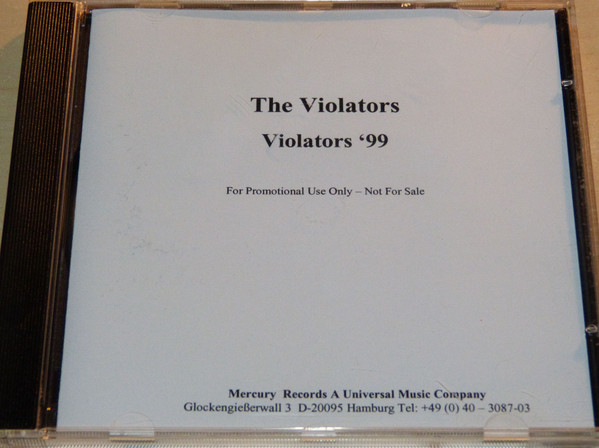 The Violators
Violators ‘99
For Promotional Use Only – Not For Sale
Mercury Records A Universal Music Company
Glockengießerwall 3 D-20095 Hamburg Tel: +49 (0) 40 – 3087-03